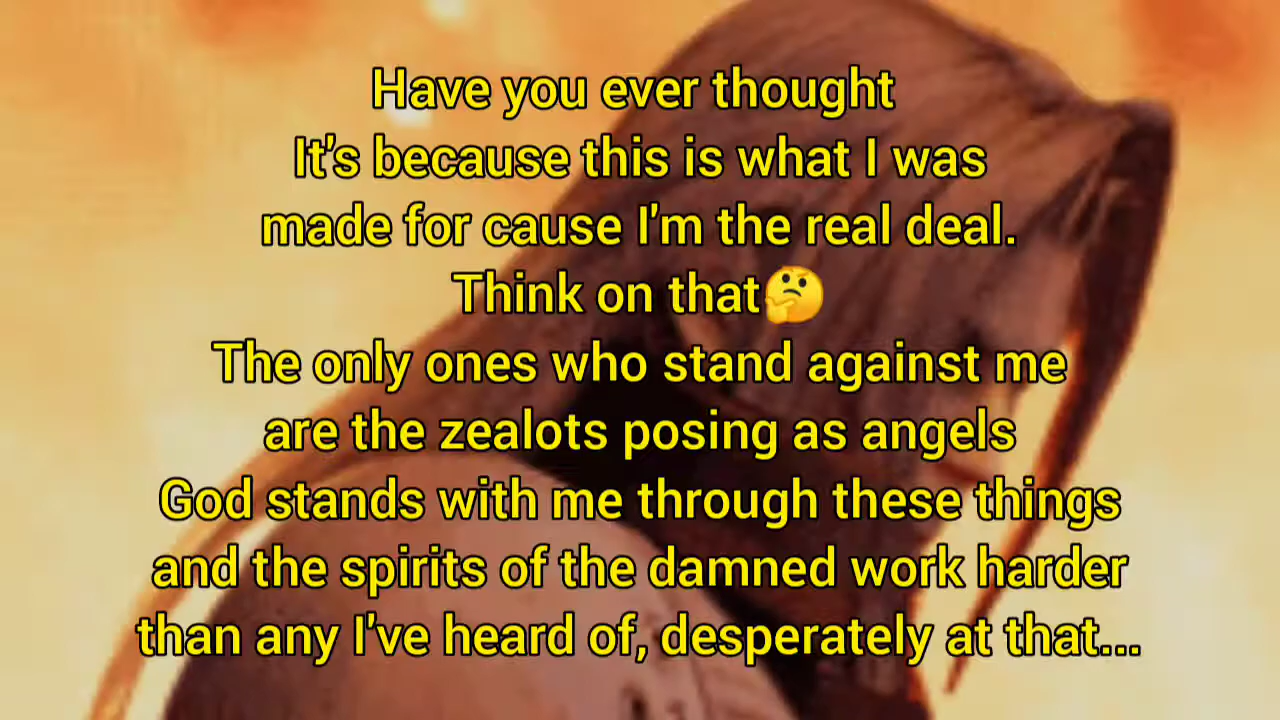 Have you ever thought
It's because this is what I was
made for cause I'm the real deal.
Think on that🤔
The only ones who stand against me
are the zealots posing as angels
God stands with me through these things
and the spirits of the damned work harder
than any I've heard of, desperately at that...